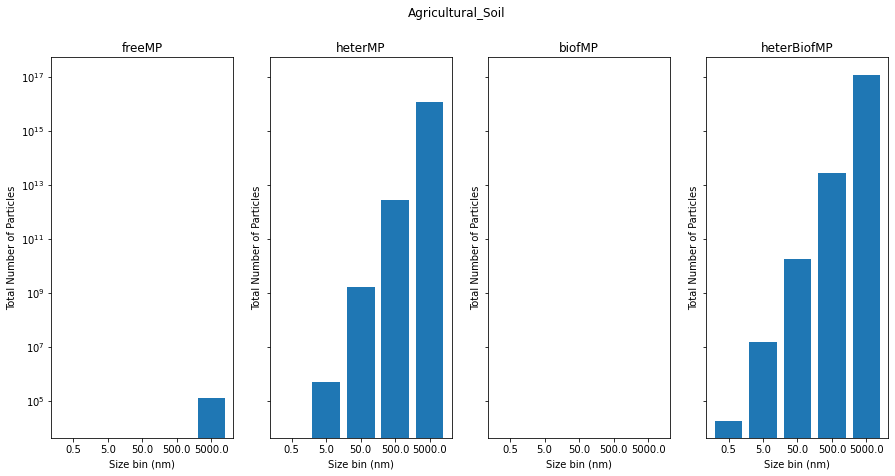 Agricultural_Soil
freeMP
heterMP
biofMP
heterBiofMP
Total Number of Particles
10^17
10^15
10^13
10^11
10^9
10^7
10^5
0.5 5.0 50.0 500.0 5000.0
Size bin (nm)
Total Number of Particles
0.5 5.0 50.0 500.0 5000.0
Size bin (nm)
Total Number of Particles
0.5 5.0 50.0 500.0 5000.0
Size bin (nm)
Total Number of Particles
0.5 5.0 50.0 500.0 5000.0
Size bin (nm)